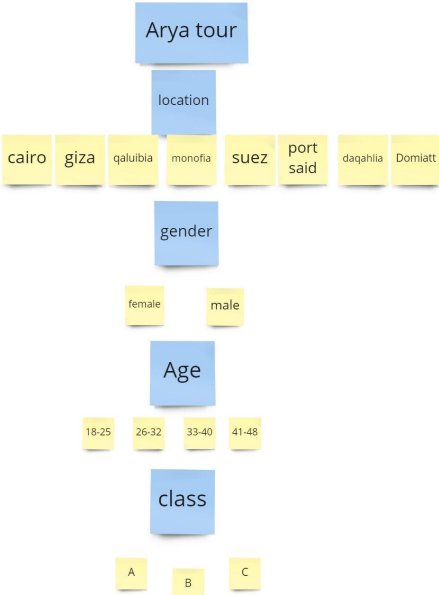 Arya tour
location
cairo giza qaluibia monofia suez port said daqahlia Domiatt
gender
female male
Age
18-25 26-32 33-40 41-48
class
A B C